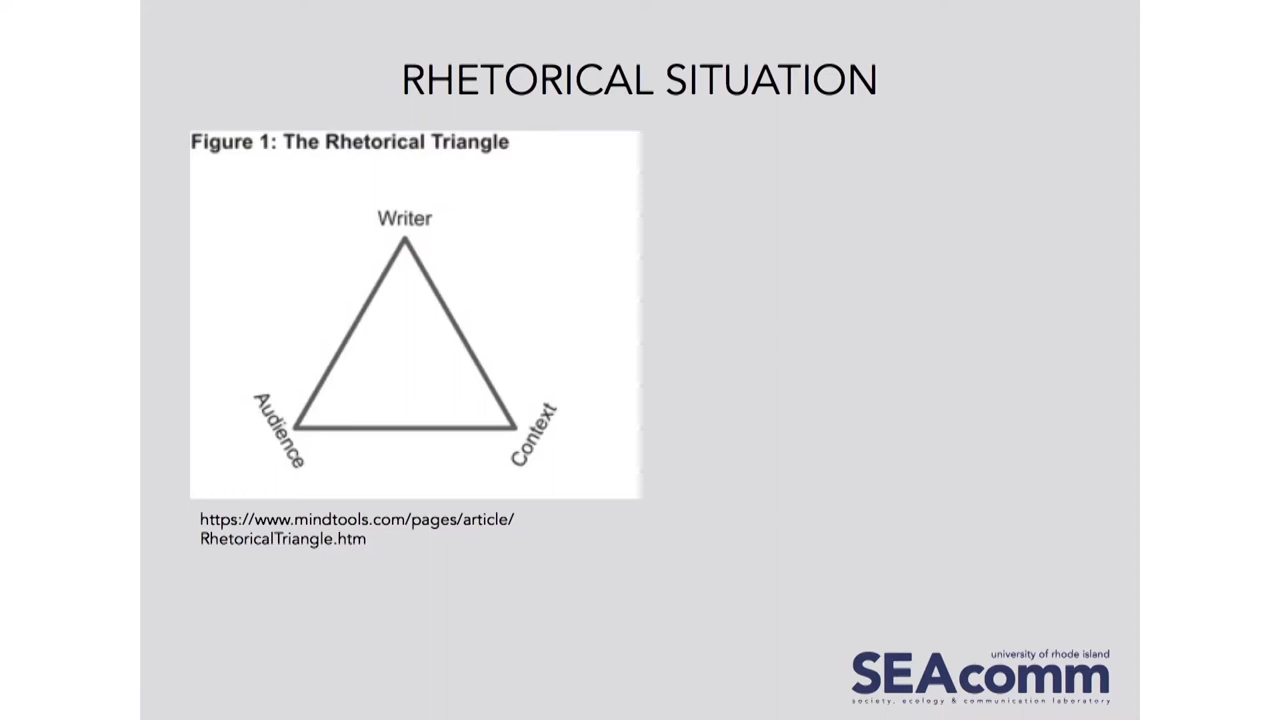 RHETORICAL SITUATION
Figure 1: The Rhetorical Triangle
Writer
Audience
Context
https://www.mindtools.com/pages/article/
RhetoricalTriangle.htm
university of rhode island
SEAcomm
society, ecology & communication laboratory